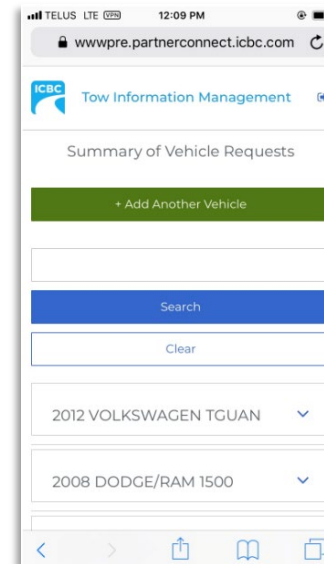 TELUS LTE VPN 12:09 PM
wwwpre.partnerconnect.icbc.com
ICBC Tow Information Management
Summary of Vehicle Requests
+ Add Another Vehicle
Search
Clear
2012 VOLKSWAGEN TGUAN
2008 DODGE/RAM 1500